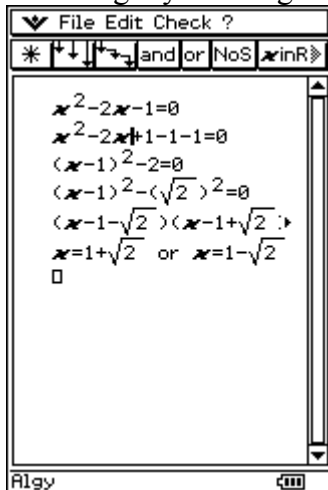 File Edit Check ?
and or NoS xinR
x²-2x-1=0
x²-2x+1-1-1=0
(x-1)²-2=0
(x-1)²-(√2)²=0
(x-1-√2)(x-1+√2)
x=1+√2 or x=1-√2
Algy